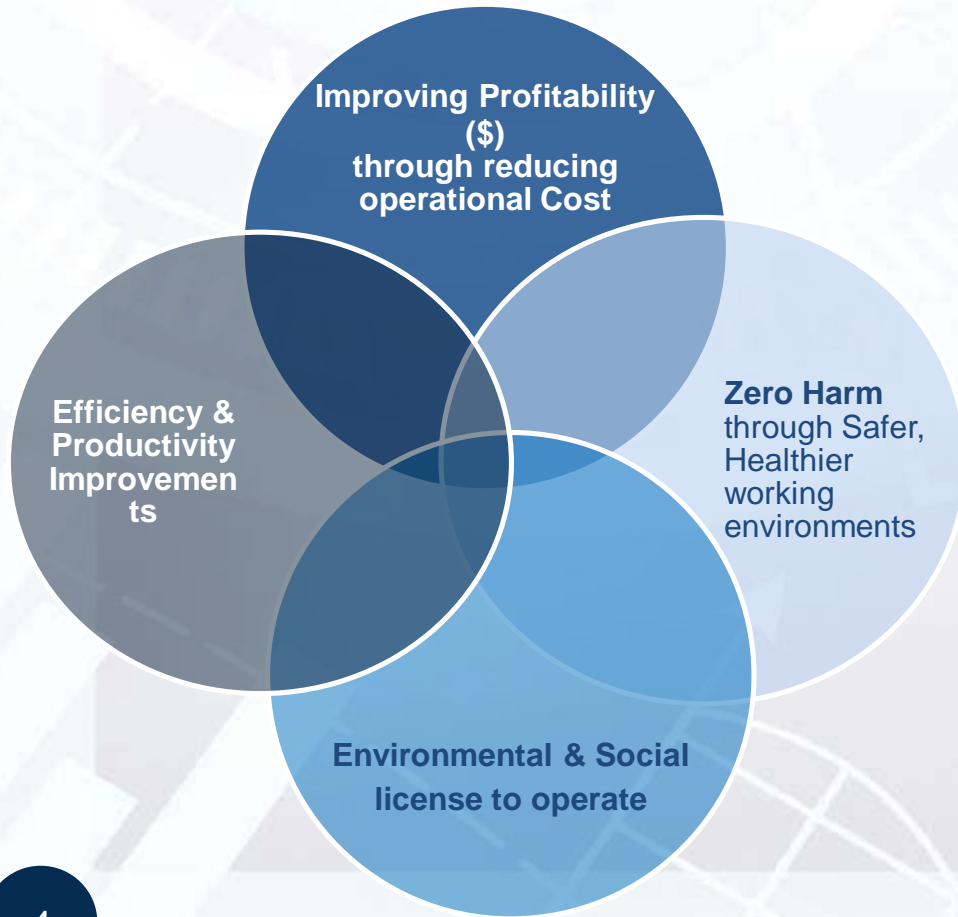 Improving Profitability
($)
through reducing
operational Cost
Efficiency &
Productivity
Improvemen
ts
Zero Harm
through Safer,
Healthier
working
environments
Environmental & Social
license to operate